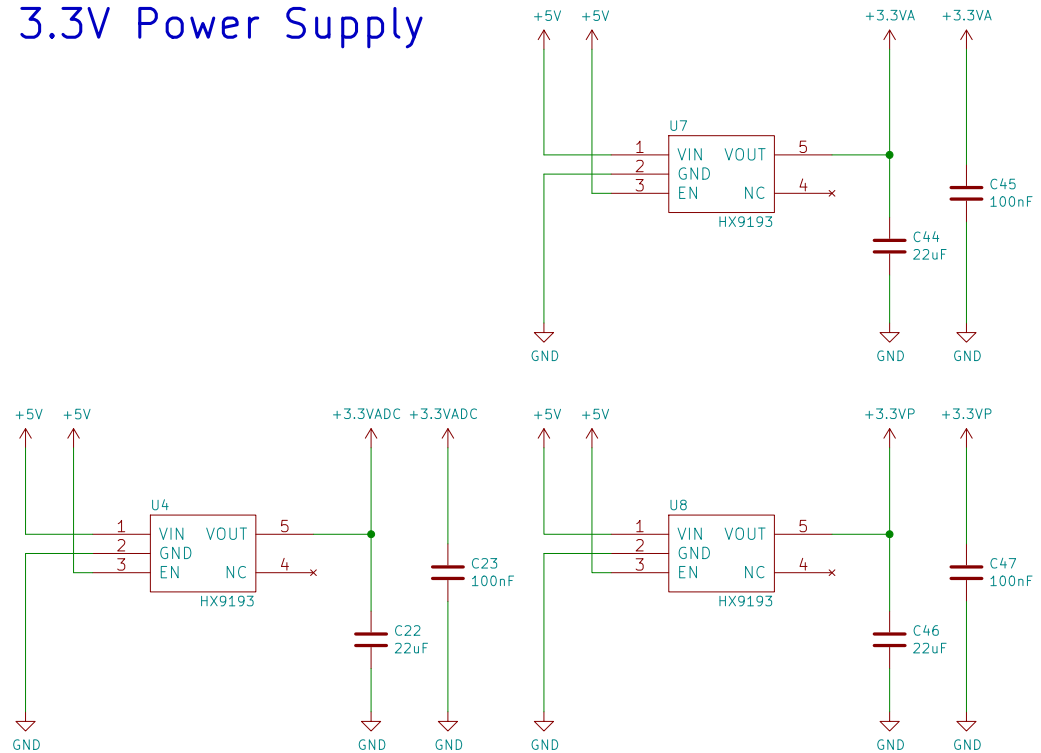 3.3V Power Supply
+5V +5V +3.3VA +3.3VA
U7
1 VIN VOUT 5
2 GND
3 EN NC 4
HX9193
C45
100nF
C44
22uF
GND GND GND
+5V +5V +3.3VADC +3.3VADC
U4
1 VIN VOUT 5
2 GND
3 EN NC 4
HX9193
C23
100nF
C22
22uF
GND GND GND
+5V +5V +3.3VP +3.3VP
U8
1 VIN VOUT 5
2 GND
3 EN NC 4
HX9193
C47
100nF
C46
22uF
GND GND GND